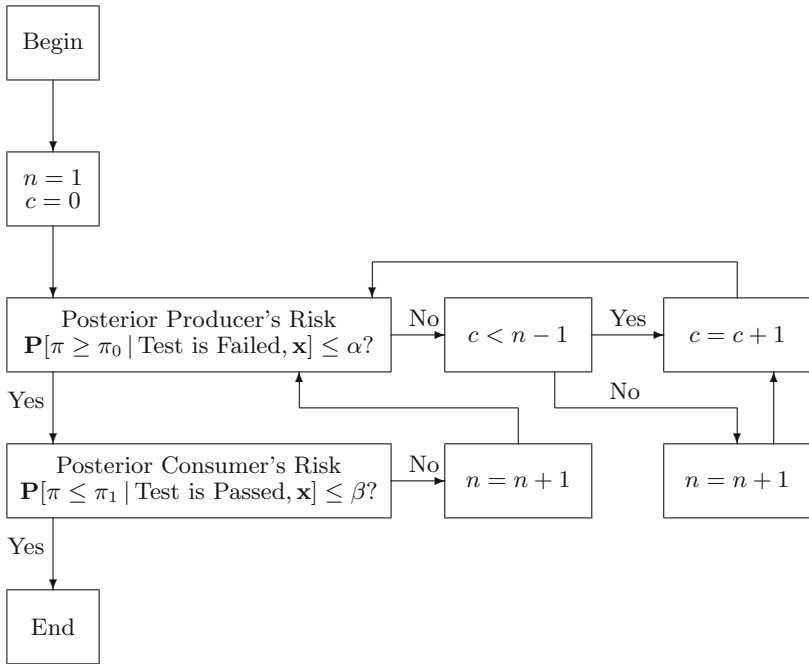 Begin
n = 1
c = 0
Posterior Producer's Risk
P[π ≥ π₀ | Test is Failed, x] ≤ α?
No
c < n − 1
Yes
c = c + 1
Yes
No
Posterior Consumer's Risk
P[π ≤ π₁ | Test is Passed, x] ≤ β?
No
n = n + 1
n = n + 1
Yes
End